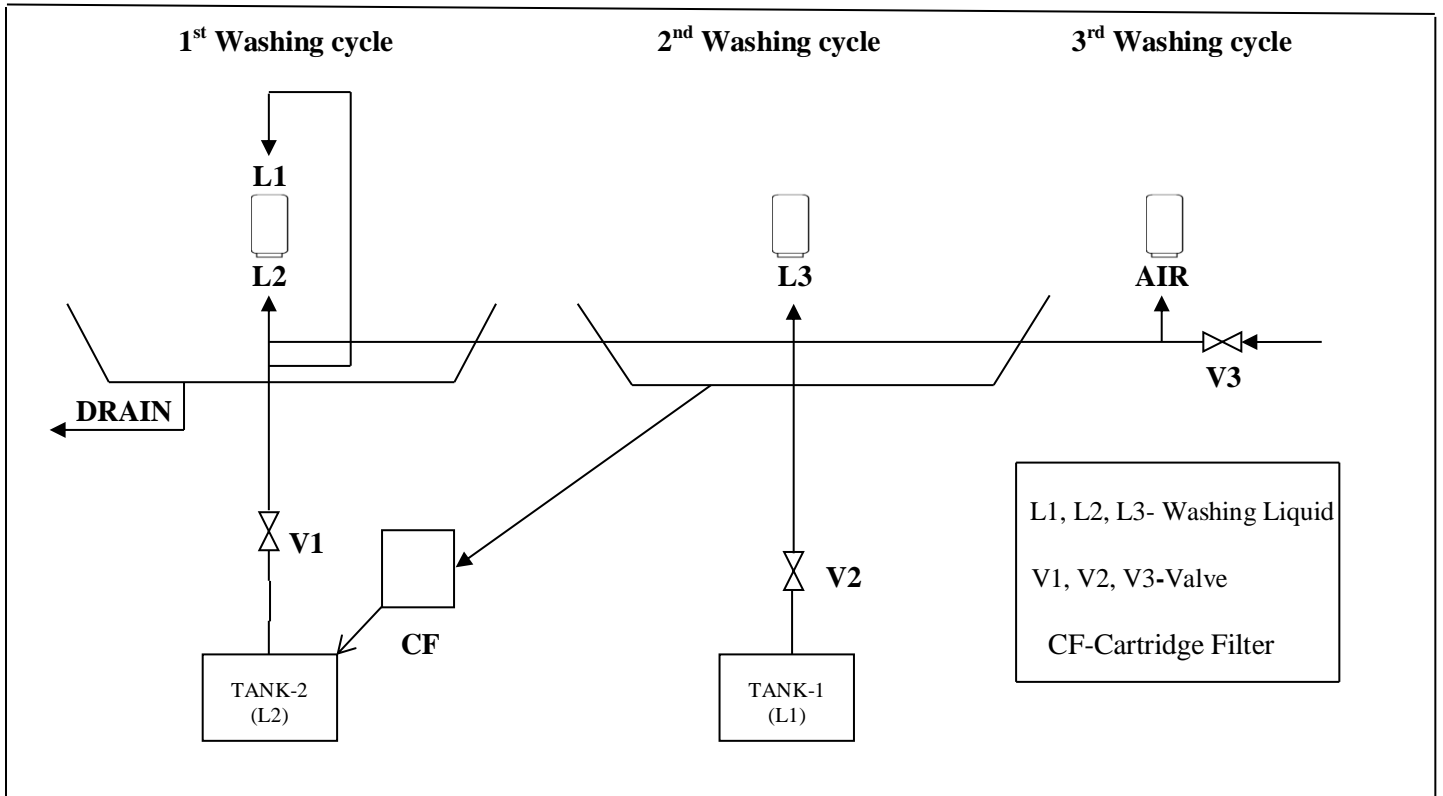 1st Washing cycle
2nd Washing cycle
3rd Washing cycle
L1
L2
L3
AIR
V3
DRAIN
V1
V2
CF
TANK-2
(L2)
TANK-1
(L1)
L1, L2, L3- Washing Liquid
V1, V2, V3-Valve
CF-Cartridge Filter